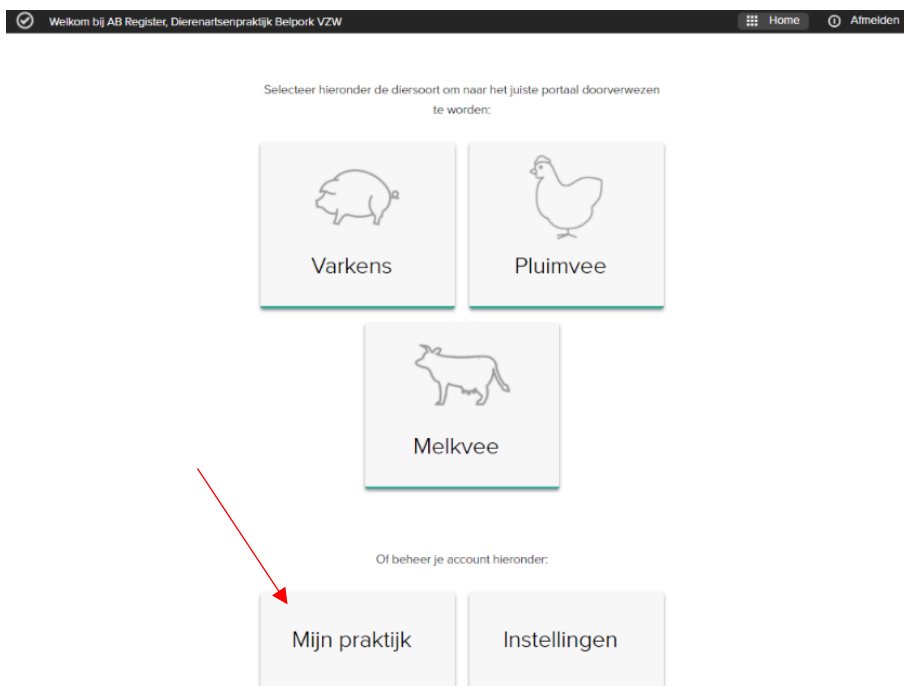 Welkom bij AB Register, Dierenartsenpraktijk Belpork VZW
Home
Afmelden
Selecteer hieronder de diersoort om naar het juiste portaal doorverwezen
te worden:
Varkens
Pluimvee
Melkvee
Of beheer je account hieronder:
Mijn praktijk
Instellingen